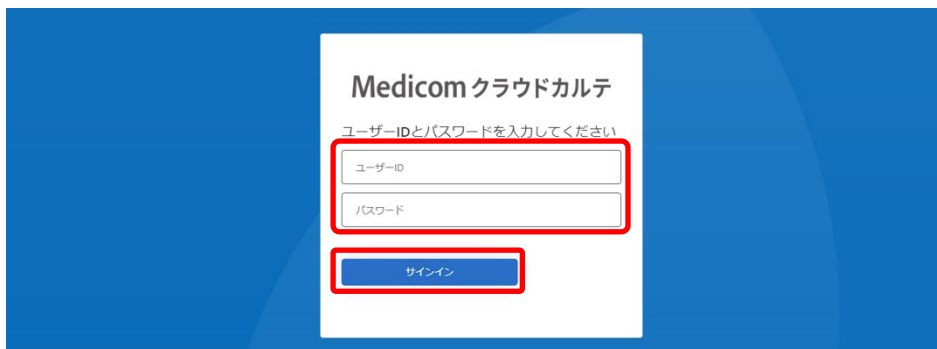 Medicom クラウドカルテ
ユーザーIDとパスワードを入力してください
ユーザーID
パスワード
サインイン